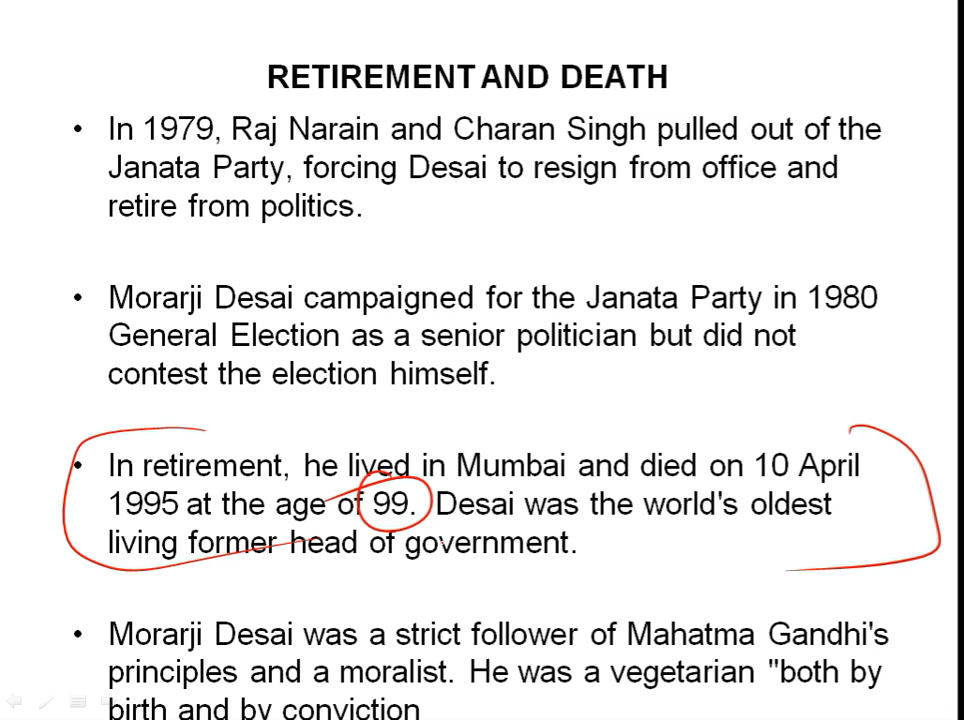 RETIREMENT AND DEATH
• In 1979, Raj Narain and Charan Singh pulled out of the
Janata Party, forcing Desai to resign from office and
retire from politics.
• Morarji Desai campaigned for the Janata Party in 1980
General Election as a senior politician but did not
contest the election himself.
• In retirement, he lived in Mumbai and died on 10 April
1995 at the age of 99. Desai was the world's oldest
living former head of government.
• Morarji Desai was a strict follower of Mahatma Gandhi's
principles and a moralist. He was a vegetarian "both by
birth and by conviction